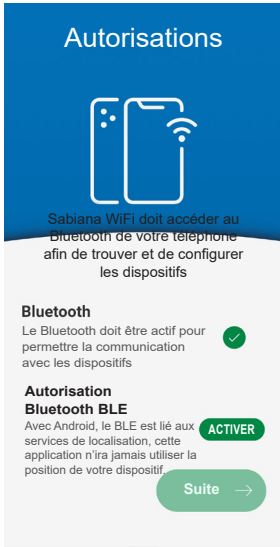 Autorisations
Sabiana WiFi doit accéder au
Bluetooth de votre téléphone
afin de trouver et de configurer
les dispositifs
Bluetooth
Le Bluetooth doit être actif pour
permettre la communication
avec les dispositifs
Autorisation
Bluetooth BLE
Avec Android, le BLE est lié aux
services de localisation, cette
application n'ira jamais utiliser la
position de votre dispositif.
ACTIVER
Suite